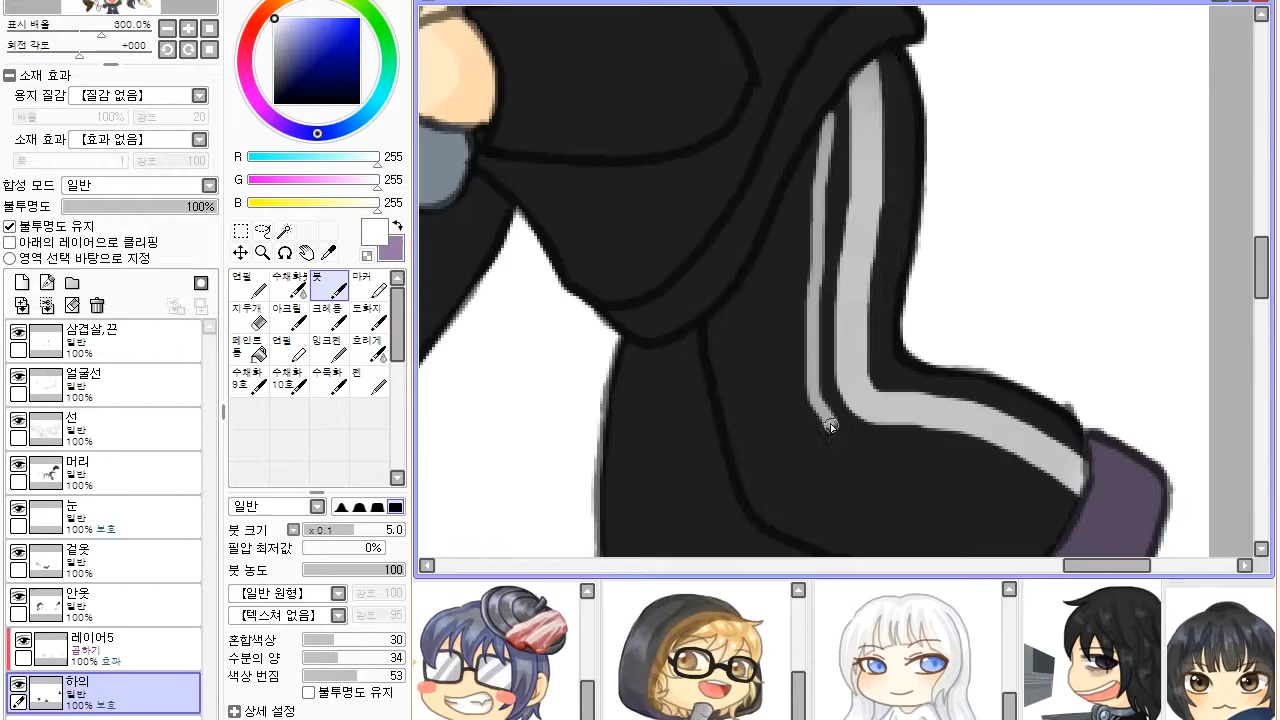 표시 배율 800.0%
회전 각도 +000
소재 효과
용지 질감 【질감 없음】
배율 100% 강도 20
소재 효과 【효과 없음】
폭 1 강도 100
합성 모드 일반
불투명도 100%
불투명도 유지
아래의 레이어로 클리핑
영역 선택 바탕으로 지정
삼겹살,끈
일반
100%
얼굴선
일반
100%
선
일반
100%
머리
일반
100%
눈
일반
100% 보호
겉옷
일반
100%
안옷
일반
100%
레이어5
곱하기
100% 효과
하의
일반
100% 보호
R 255
G 255
B 255
연필 수채화 붓 마커
지우개 아크릴 크레용 도화지
페인트 통 연필 잉크펜 흐리게
수채화 9호 수채화 10호 수묵화 펜
일반
붓 크기 x 0.1 5.0
필압 최저값 0%
붓 농도 100
【일반 원형】 강도 100
【텍스처 없음】 강도 95
혼합색상 30
수분의 양 34
색상 번짐 53
불투명도 유지
상세 설정